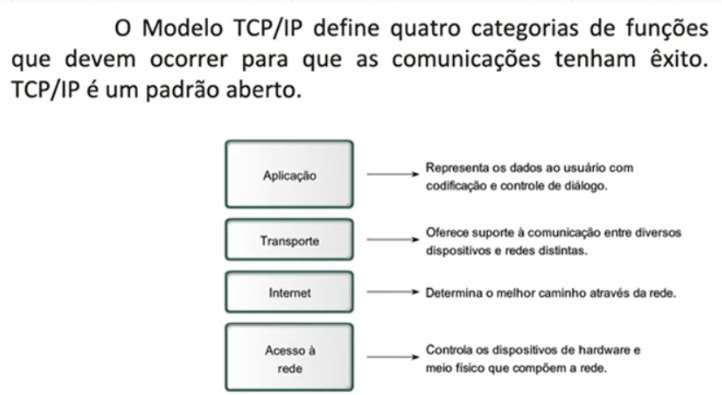 O Modelo TCP/IP define quatro categorias de funções
que devem ocorrer para que as comunicações tenham êxito.
TCP/IP é um padrão aberto.
Aplicação
Representa os dados ao usuário com
codificação e controle de diálogo.
Transporte
Oferece suporte à comunicação entre diversos
dispositivos e redes distintas.
Internet
Determina o melhor caminho através da rede.
Acesso à
rede
Controla os dispositivos de hardware e
meio físico que compõem a rede.